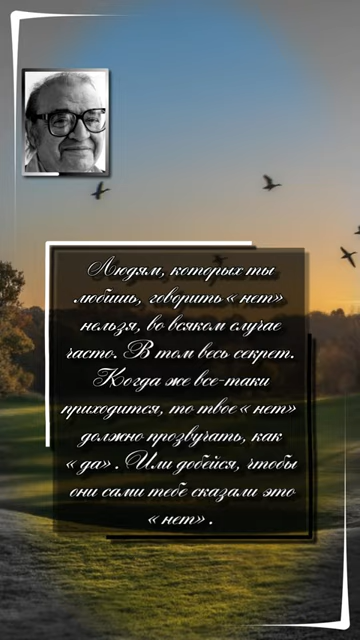 Людям, которых ты
любишь, говорить « нет»
нельзя, во всяком случае
часто. В том весь секрет.
Когда же все-таки
приходится, то твое « нет»
должно прозвучать, как
« да» . Или добейся, чтобы
они сами тебе сказали это
« нет» .